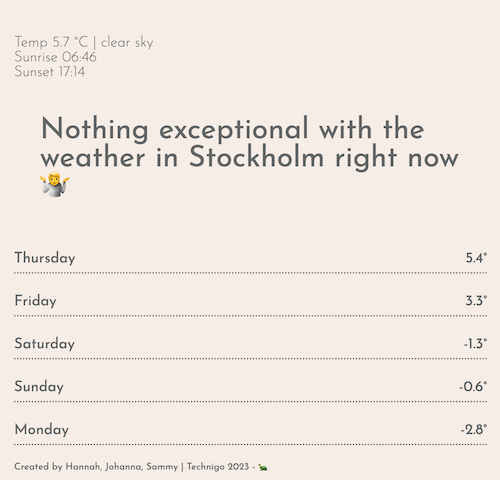 Temp 5.7 °C | clear sky
Sunrise 06:46
Sunset 17:14
Nothing exceptional with the
weather in Stockholm right now
🤷
Thursday 5.4°
Friday 3.3°
Saturday -1.3°
Sunday -0.6°
Monday -2.8°
Created by Hannah, Johanna, Sammy | Technigo 2023 - 🐢